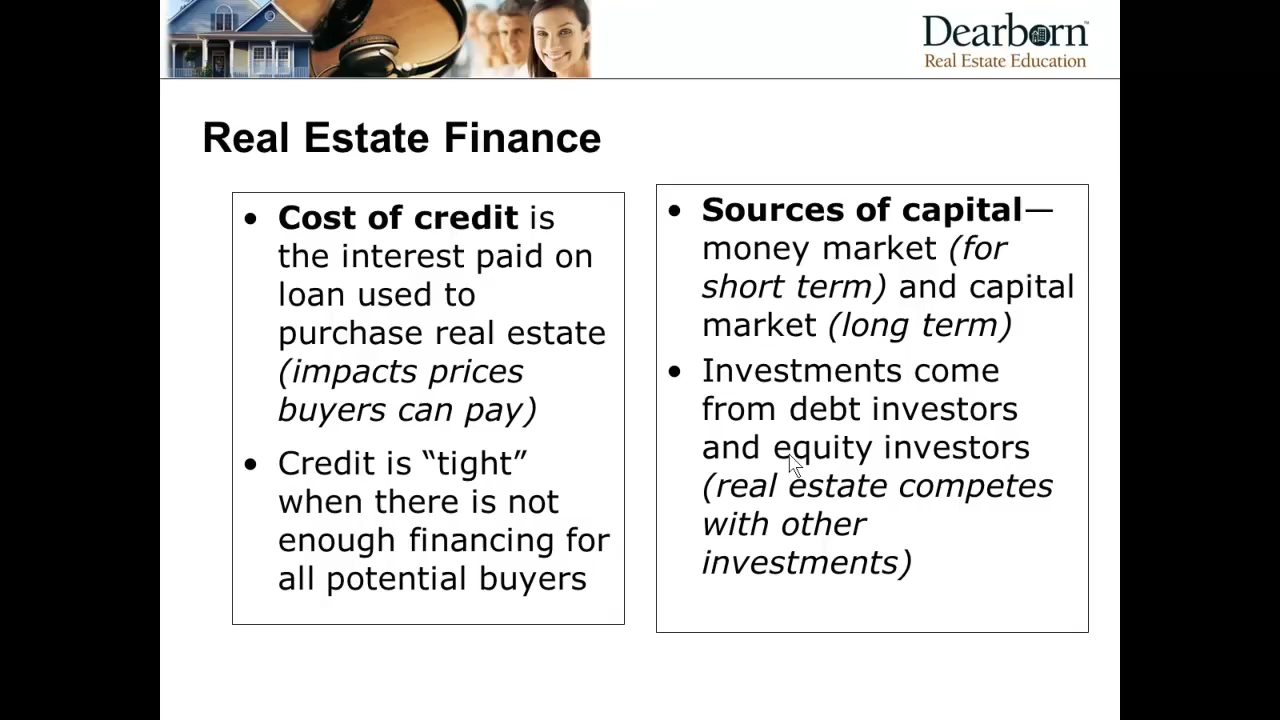 Dearborn™
Real Estate Education
Real Estate Finance
• Cost of credit is
the interest paid on
loan used to
purchase real estate
(impacts prices
buyers can pay)
• Credit is “tight”
when there is not
enough financing for
all potential buyers
• Sources of capital—
money market (for
short term) and capital
market (long term)
• Investments come
from debt investors
and equity investors
(real estate competes
with other
investments)